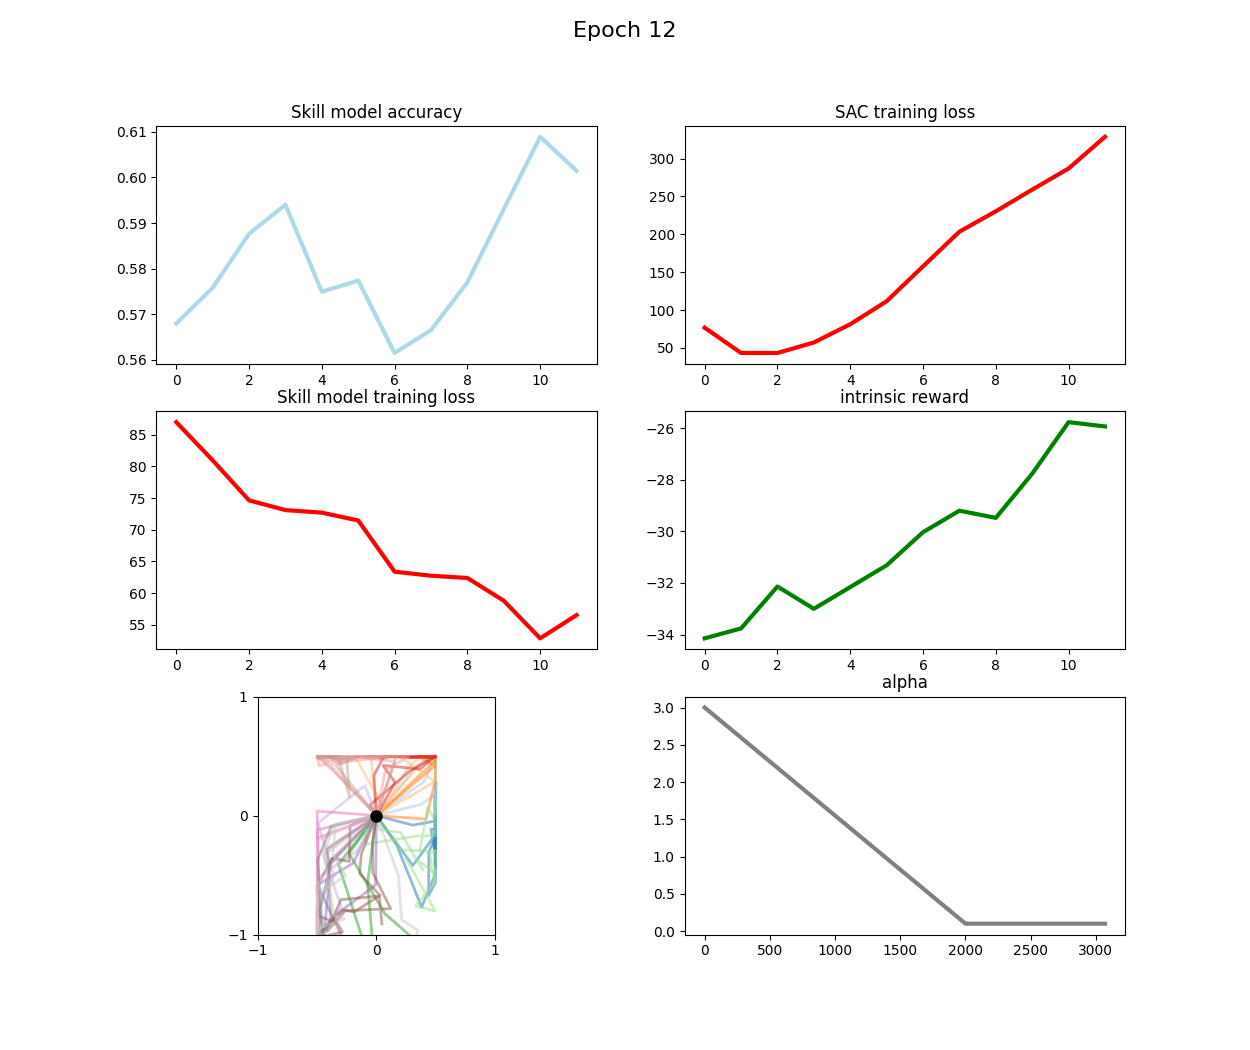 Epoch 12
Skill model accuracy
0.61
0.60
0.59
0.58
0.57
0.56
0 2 4 6 8 10
SAC training loss
300
250
200
150
100
50
0 2 4 6 8 10
Skill model training loss
85
80
75
70
65
60
55
0 2 4 6 8 10
intrinsic reward
−26
−28
−30
−32
−34
0 2 4 6 8 10
1
0
−1
−1 0 1
alpha
3.0
2.5
2.0
1.5
1.0
0.5
0.0
0 500 1000 1500 2000 2500 3000